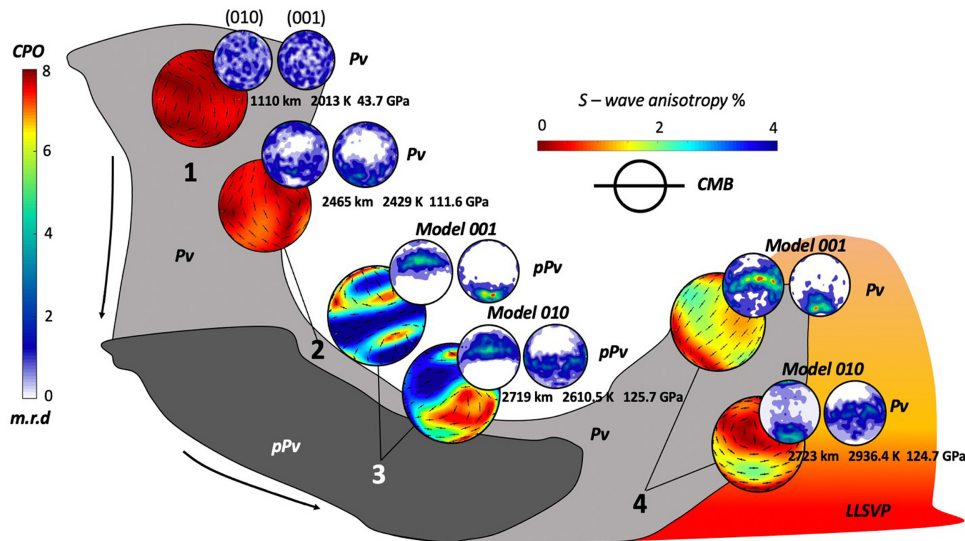 (010) (001)
CPO
8
6
4
2
0
m.r.d
Pv
1110 km 2013 K 43.7 GPa
S – wave anisotropy %
0 2 4
CMB
1
Pv
2465 km 2429 K 111.6 GPa
Pv
Model 001
pPv
2
Model 010
pPv
2719 km 2610.5 K 125.7 GPa
pPv
3
Pv
Model 001
Pv
Model 010
Pv
2723 km 2936.4 K 124.7 GPa
4
LLSVP